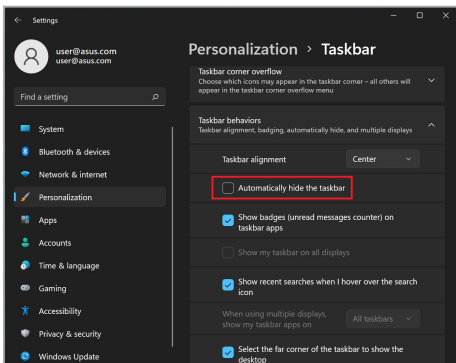 Settings
user@asus.com
user@asus.com
Find a setting
System
Bluetooth & devices
Network & internet
Personalization
Apps
Accounts
Time & language
Gaming
Accessibility
Privacy & security
Windows Update
Personalization > Taskbar
Taskbar corner overflow
Choose which icons may appear in the taskbar corner – all others will
appear in the taskbar corner overflow menu
Taskbar behaviors
Taskbar alignment, badging, automatically hide, and multiple displays
Taskbar alignment
Center
Automatically hide the taskbar
Show badges (unread messages counter) on
taskbar apps
Show my taskbar on all displays
Show recent searches when I hover over the search
icon
When using multiple displays,
show my taskbar apps on
All taskbars
Select the far corner of the taskbar to show the
desktop